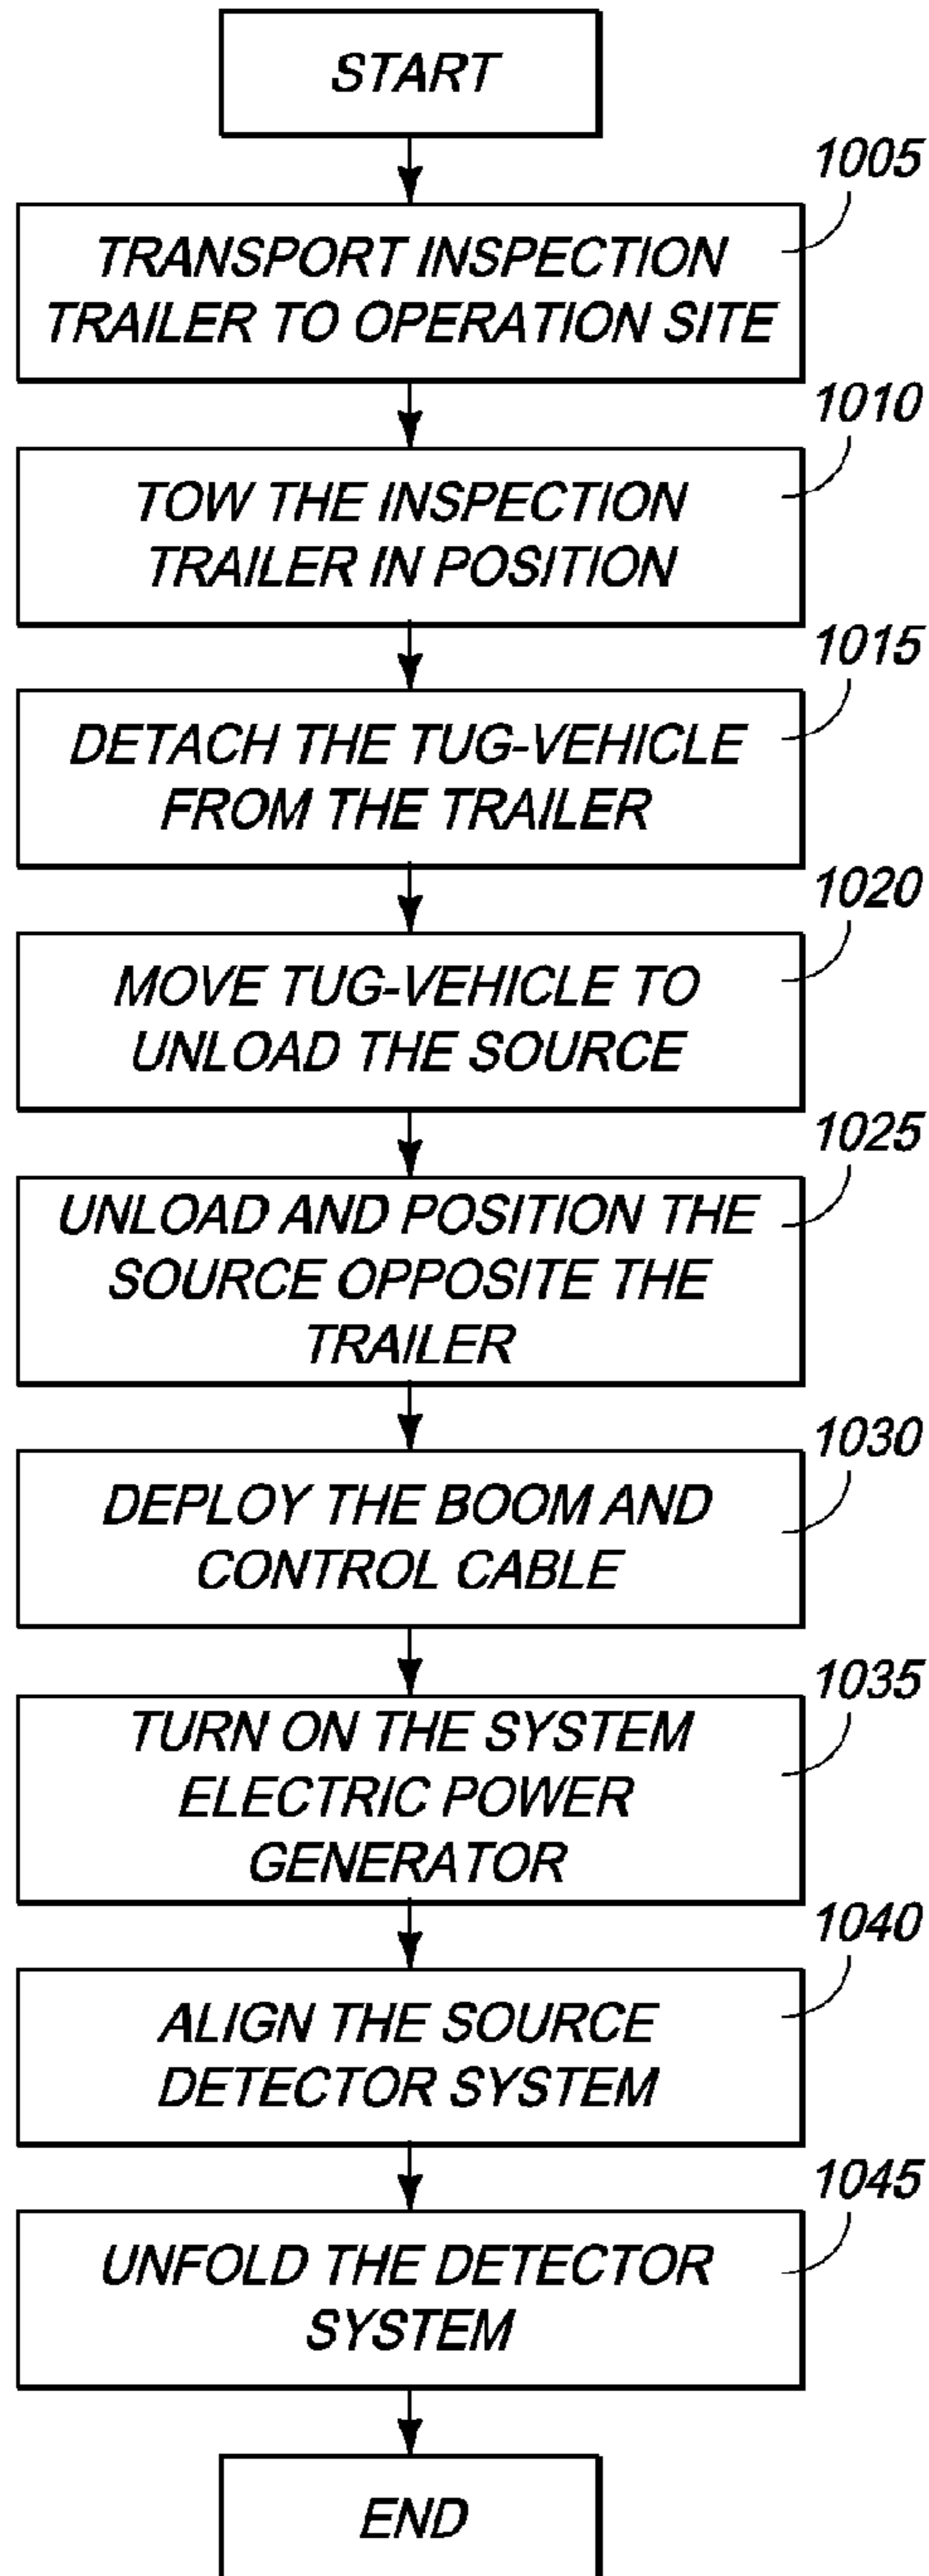 START
1005
TRANSPORT INSPECTION
TRAILER TO OPERATION SITE
1010
TOW THE INSPECTION
TRAILER IN POSITION
1015
DETACH THE TUG-VEHICLE
FROM THE TRAILER
1020
MOVE TUG-VEHICLE TO
UNLOAD THE SOURCE
1025
UNLOAD AND POSITION THE
SOURCE OPPOSITE THE
TRAILER
1030
DEPLOY THE BOOM AND
CONTROL CABLE
1035
TURN ON THE SYSTEM
ELECTRIC POWER
GENERATOR
1040
ALIGN THE SOURCE
DETECTOR SYSTEM
1045
UNFOLD THE DETECTOR
SYSTEM
END